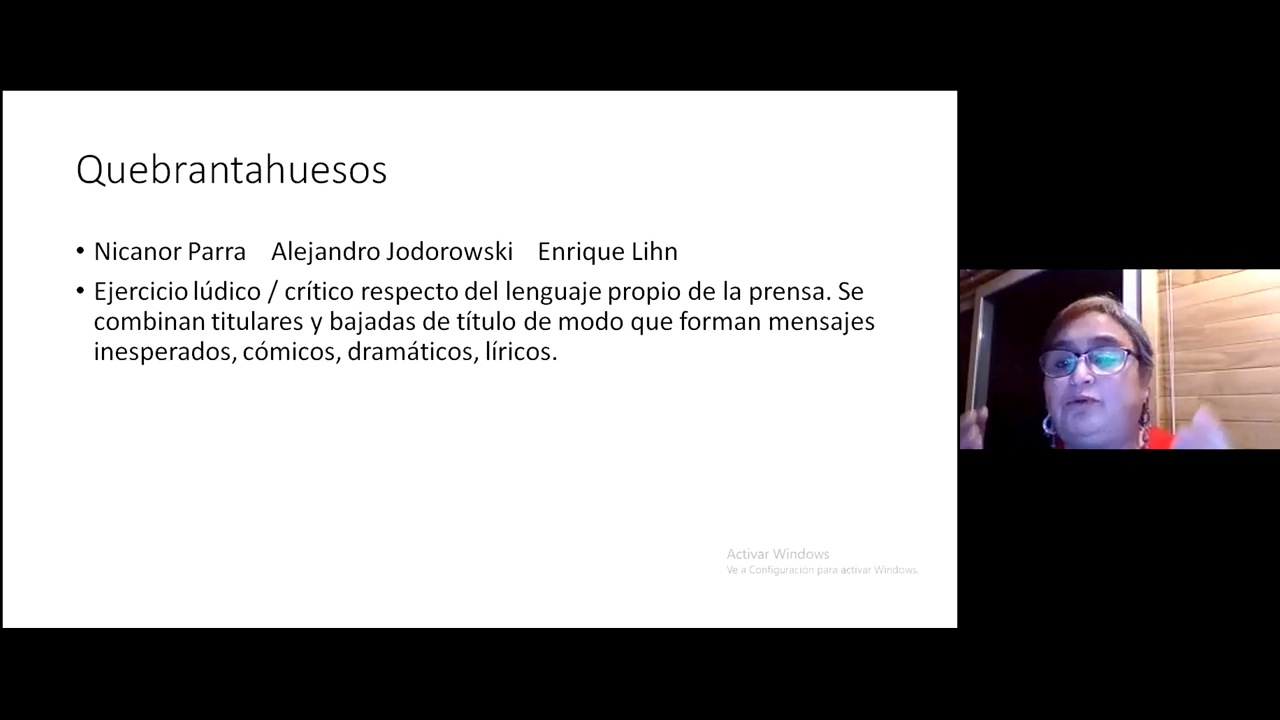 Quebrantahuesos
• Nicanor Parra Alejandro Jodorowski Enrique Lihn
• Ejercicio lúdico / crítico respecto del lenguaje propio de la prensa. Se
combinan titulares y bajadas de título de modo que forman mensajes
inesperados, cómicos, dramáticos, líricos.
Activar Windows
Ve a Configuración para activar Windows.